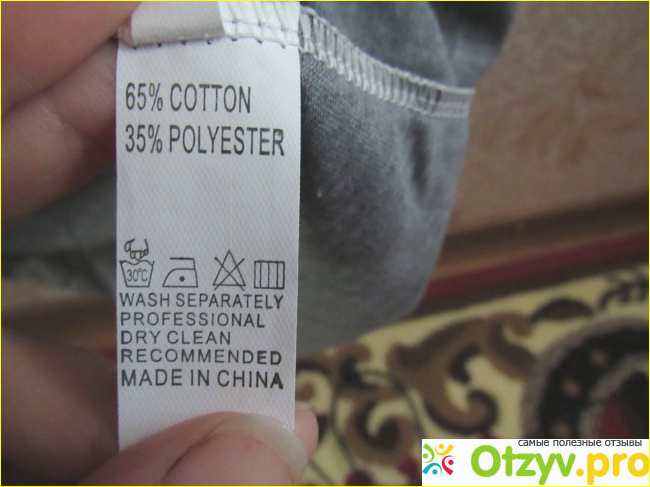 65% COTTON
35% POLYESTER
30°C
WASH SEPARATELY
PROFESSIONAL
DRY CLEAN
RECOMMENDED
MADE IN CHINA
самые полезные отзывы
Otzyv.pro